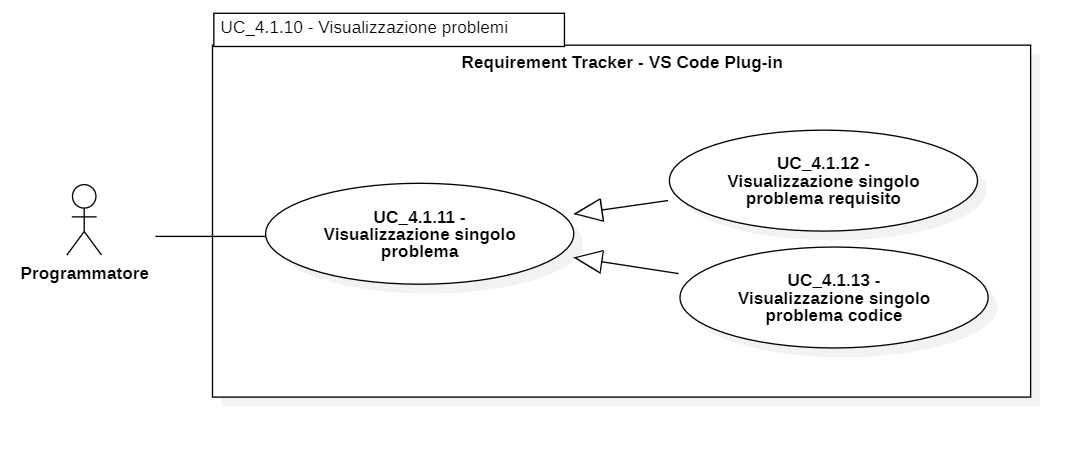 UC_4.1.10 - Visualizzazione problemi
Requirement Tracker - VS Code Plug-in
UC_4.1.12 -
Visualizzazione singolo
problema requisito
UC_4.1.11 -
Visualizzazione singolo
problema
Programmatore
UC_4.1.13 -
Visualizzazione singolo
problema codice